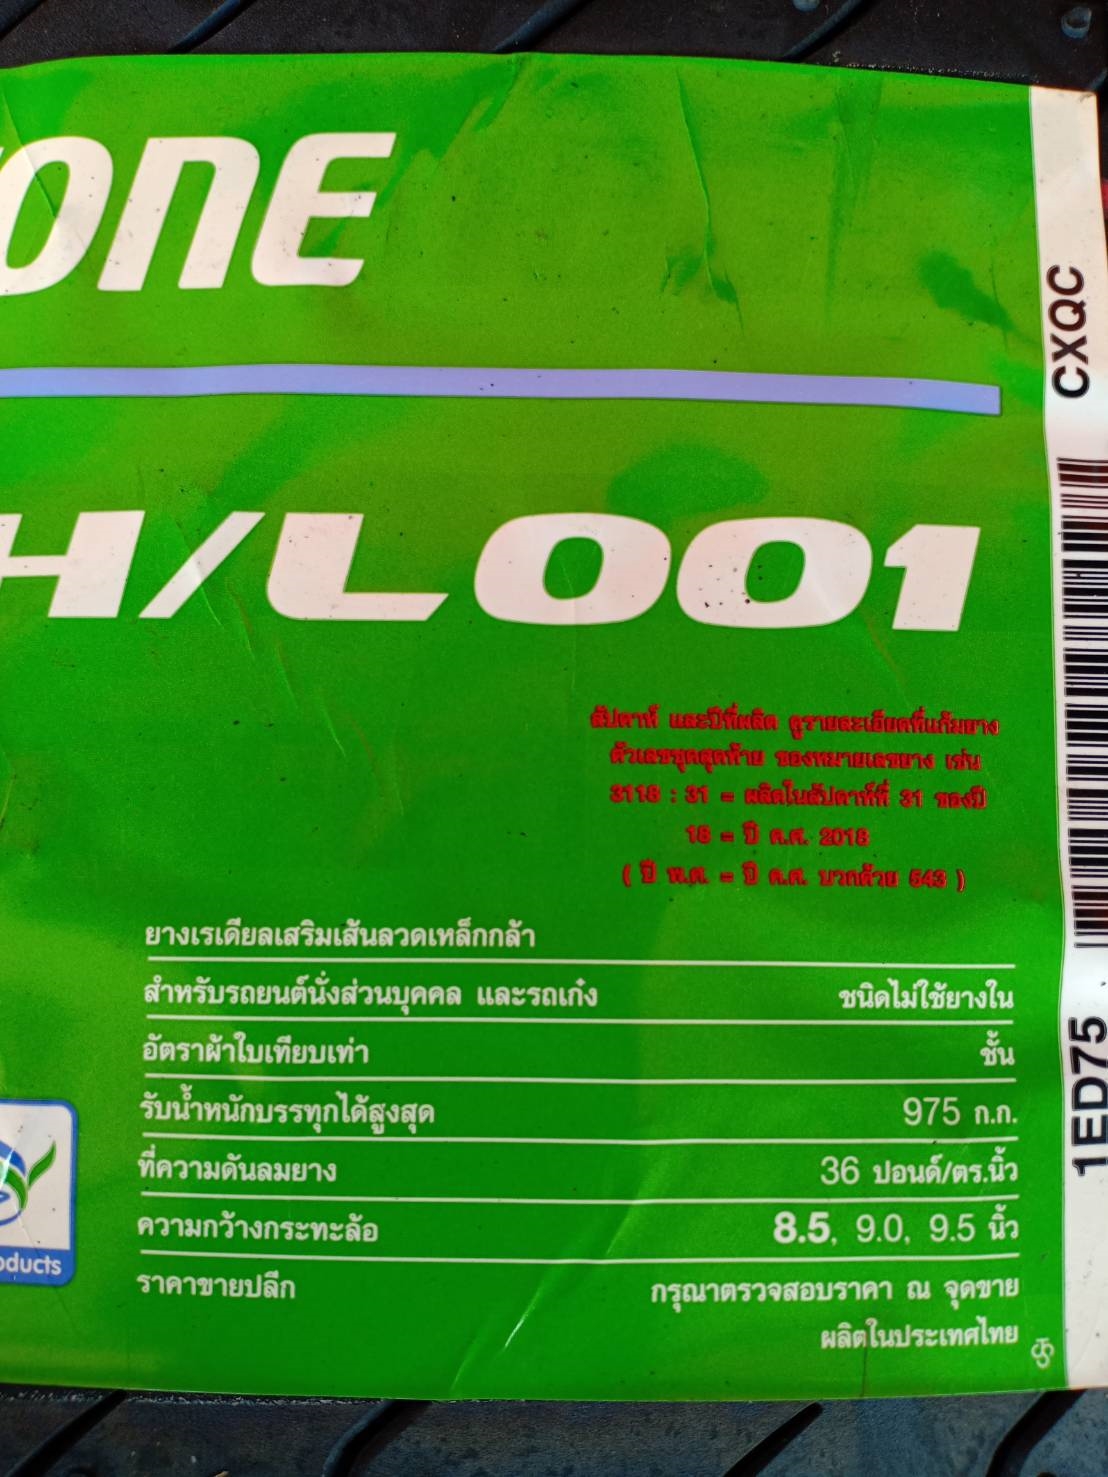 ONE
H/L001
CXQC
1ED75
สัปดาห์ และปีที่ผลิต ดูรายละเอียดที่แก้มยาง
ตัวเลขชุดสุดท้าย ของหมายเลขยาง เช่น
3118 : 31 = ผลิตในสัปดาห์ที่ 31 ของปี
18 = ปี ค.ศ. 2018
( ปี พ.ศ. = ปี ค.ศ. บวกด้วย 543 )
ยางเรเดียลเสริมเส้นลวดเหล็กกล้า
สำหรับรถยนต์นั่งส่วนบุคคล และรถเก๋ง ชนิดไม่ใช้ยางใน
อัตราผ้าใบเทียบเท่า ชั้น
รับน้ำหนักบรรทุกได้สูงสุด 975 ก.ก.
ที่ความดันลมยาง 36 ปอนด์/ตร.นิ้ว
ความกว้างกระทะล้อ 8.5, 9.0, 9.5 นิ้ว
ราคาขายปลีก กรุณาตรวจสอบราคา ณ จุดขาย
ผลิตในประเทศไทย
oducts